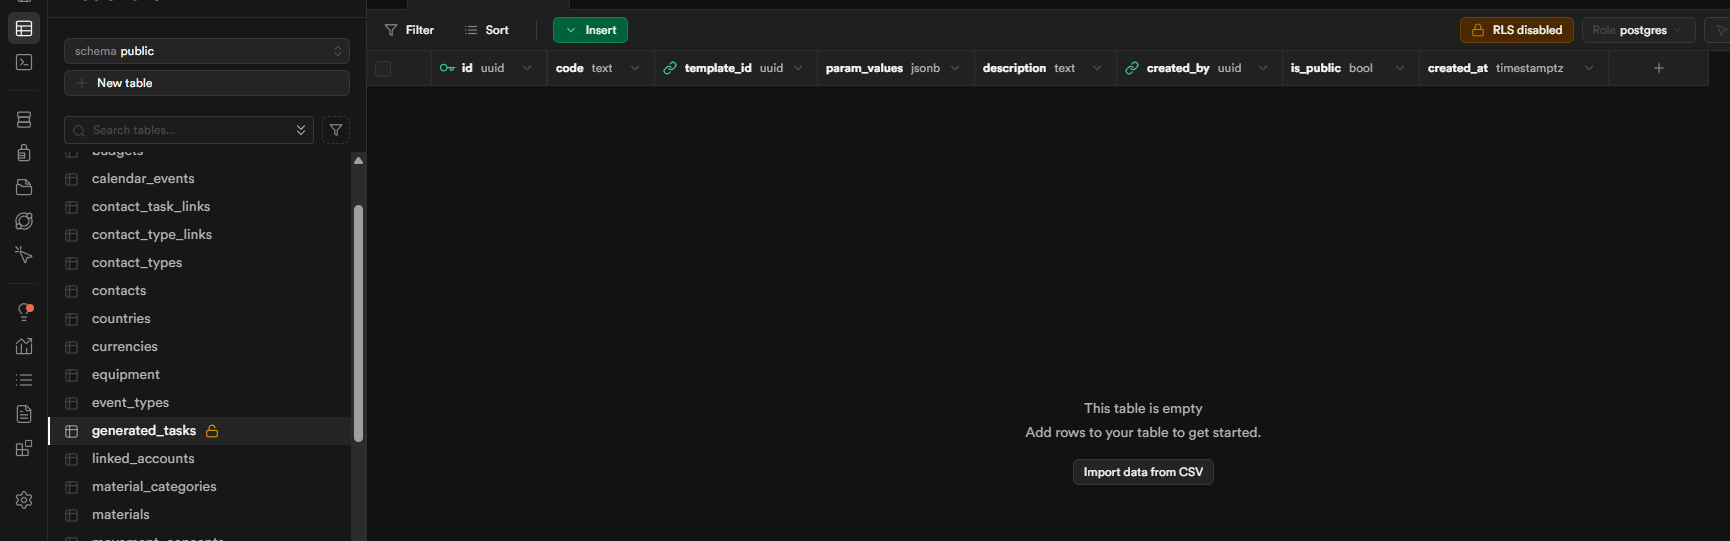 Filter
Sort
Insert
RLS disabled
Role postgres
schema public
New table
Search tables...
id uuid
code text
template_id uuid
param_values jsonb
description text
created_by uuid
is_public bool
created_at timestamptz
budgets
calendar_events
contact_task_links
contact_type_links
contact_types
contacts
countries
currencies
equipment
event_types
generated_tasks
linked_accounts
material_categories
materials
movement_concepts
This table is empty
Add rows to your table to get started.
Import data from CSV